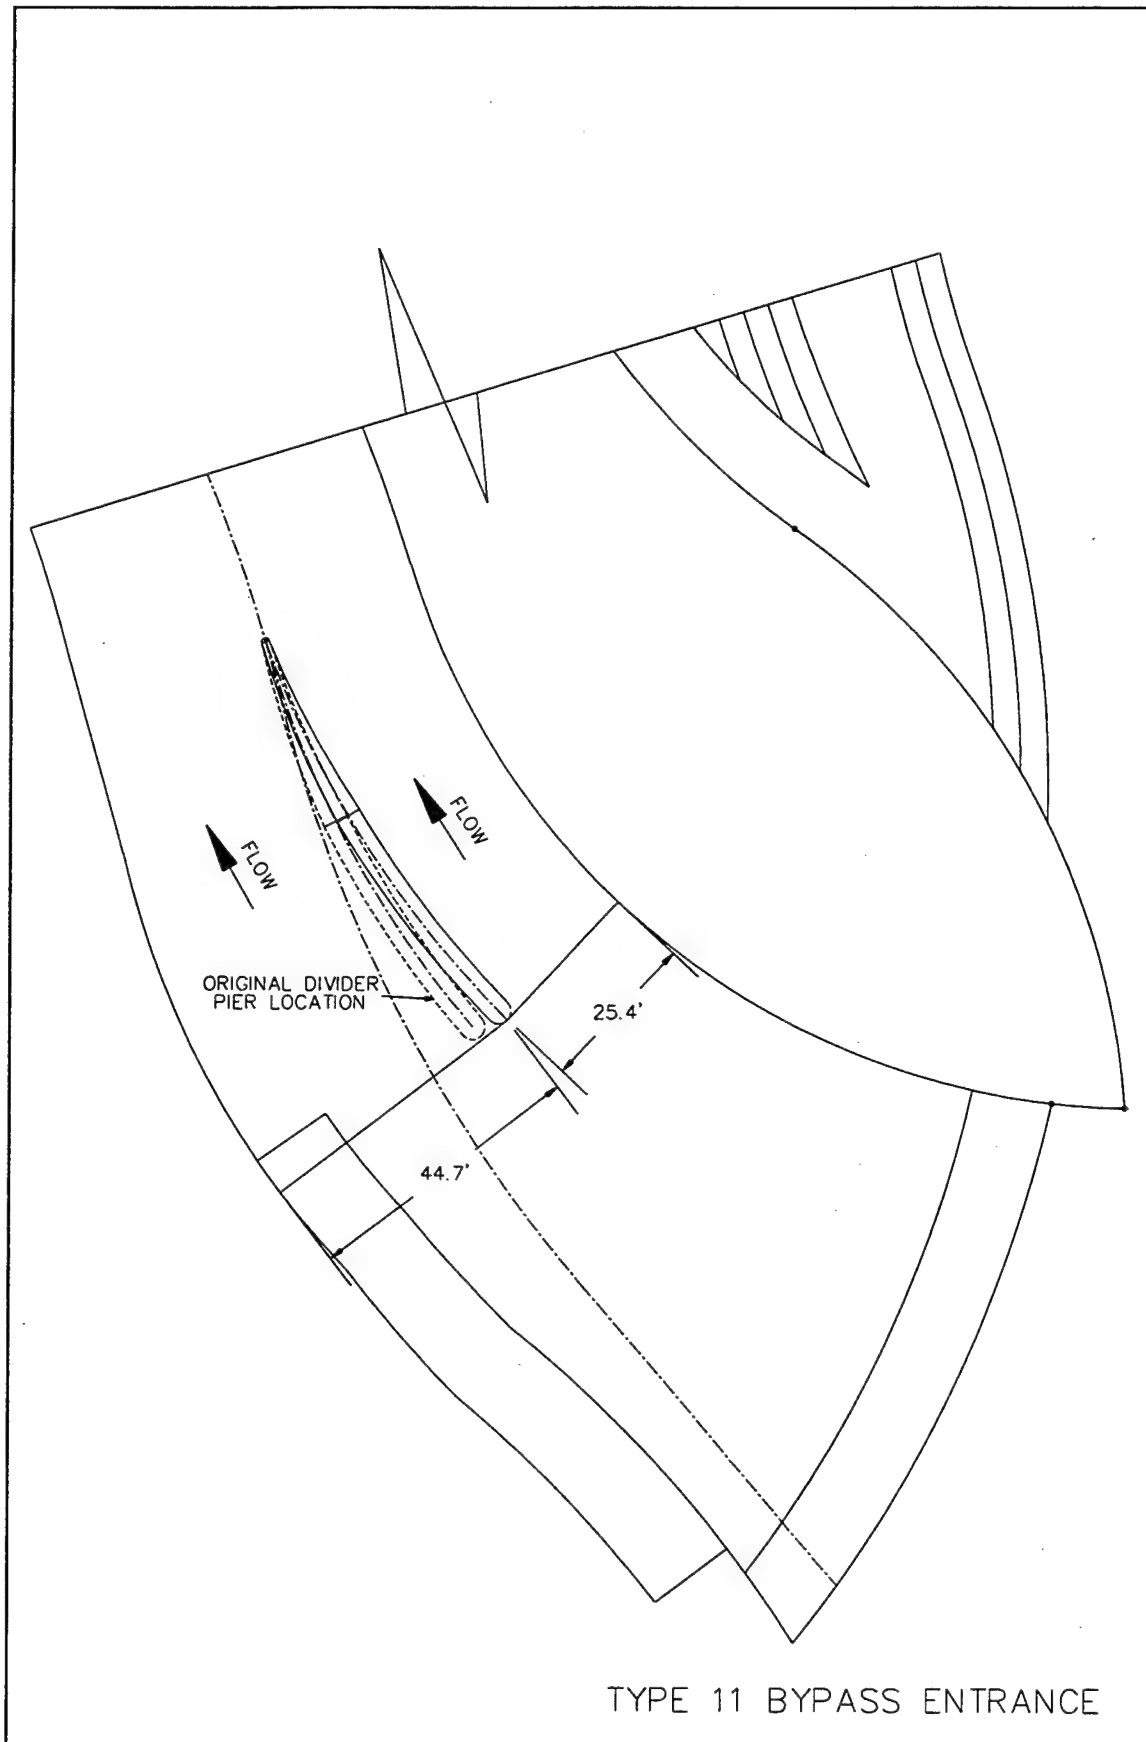 FLOW
FLOW
ORIGINAL DIVIDER
PIER LOCATION
25.4'
44.7'
TYPE 11 BYPASS ENTRANCE